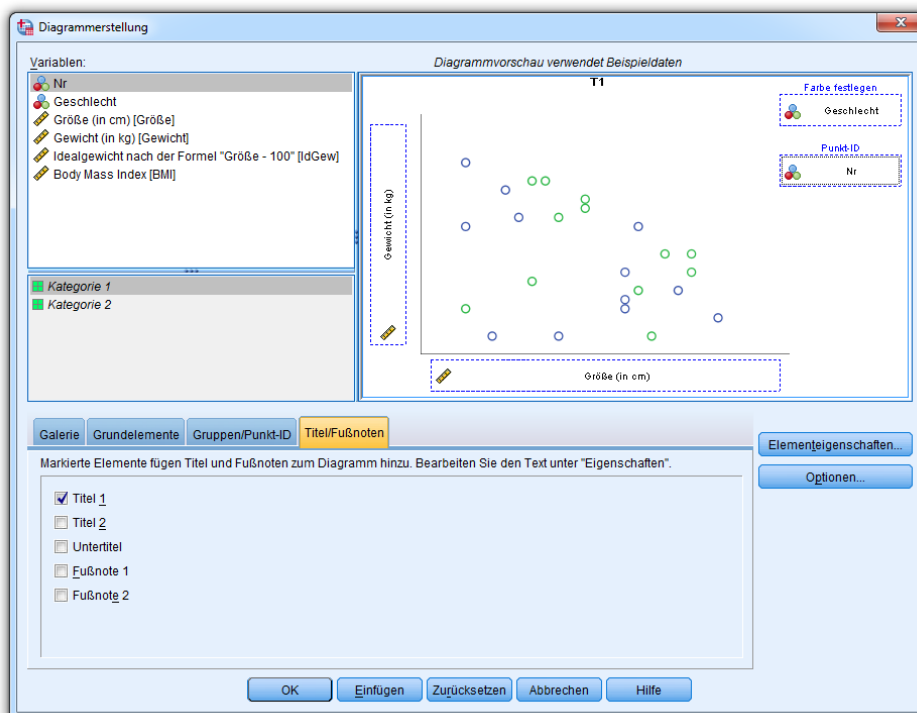 Diagrammerstellung
Variablen:
Nr
Geschlecht
Größe (in cm) [Größe]
Gewicht (in kg) [Gewicht]
Idealgewicht nach der Formel "Größe - 100" [IdGew]
Body Mass Index [BMI]
Kategorie 1
Kategorie 2
Diagrammvorschau verwendet Beispieldaten
T1
Farbe festlegen
Geschlecht
Punkt-ID
Nr
Gewicht (in kg)
Größe (in cm)
Galerie Grundelemente Gruppen/Punkt-ID Titel/Fußnoten
Markierte Elemente fügen Titel und Fußnoten zum Diagramm hinzu. Bearbeiten Sie den Text unter "Eigenschaften".
Titel 1
Titel 2
Untertitel
Fußnote 1
Fußnote 2
Elementeigenschaften...
Optionen...
OK Einfügen Zurücksetzen Abbrechen Hilfe